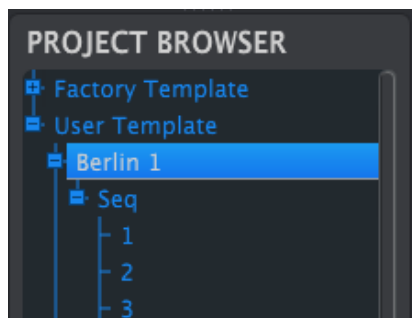 PROJECT BROWSER
Factory Template
User Template
Berlin 1
Seq
1
2
3